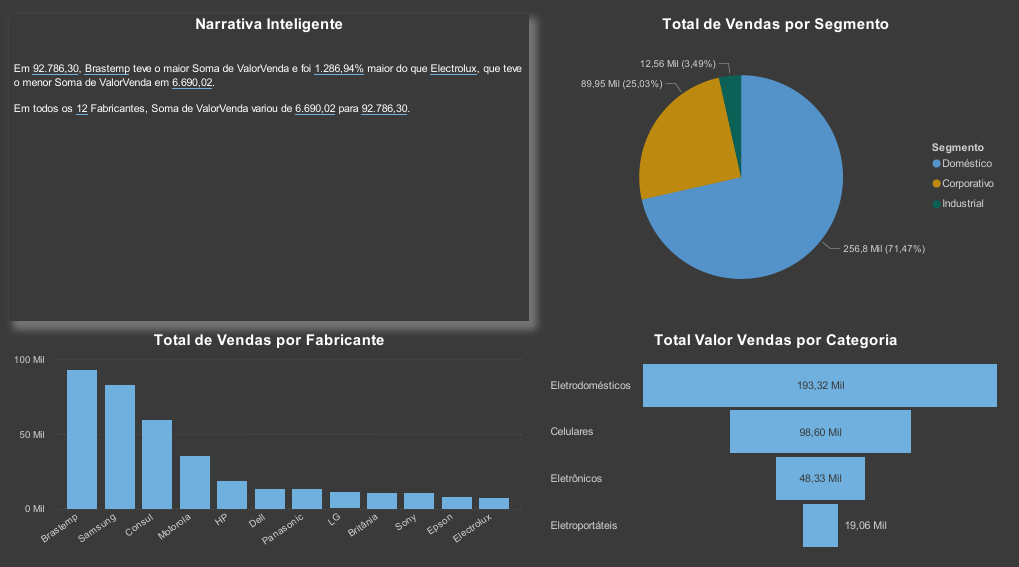 Narrativa Inteligente
Em 92.786,30, Brastemp teve o maior Soma de ValorVenda e foi 1.286,94% maior do que Electrolux, que teve
o menor Soma de ValorVenda em 6.690,02.
Em todos os 12 Fabricantes, Soma de ValorVenda variou de 6.690,02 para 92.786,30.
Total de Vendas por Segmento
12,56 Mil (3,49%)
89,95 Mil (25,03%)
256,8 Mil (71,47%)
Segmento
Doméstico
Corporativo
Industrial
Total de Vendas por Fabricante
100 Mil
50 Mil
0 Mil
Brastemp
Samsung
Consul
Motorola
HP
Dell
Panasonic
LG
Britânia
Sony
Epson
Electrolux
Total Valor Vendas por Categoria
Eletrodomésticos
193,32 Mil
Celulares
98,60 Mil
Eletrônicos
48,33 Mil
Eletroportáteis
19,06 Mil